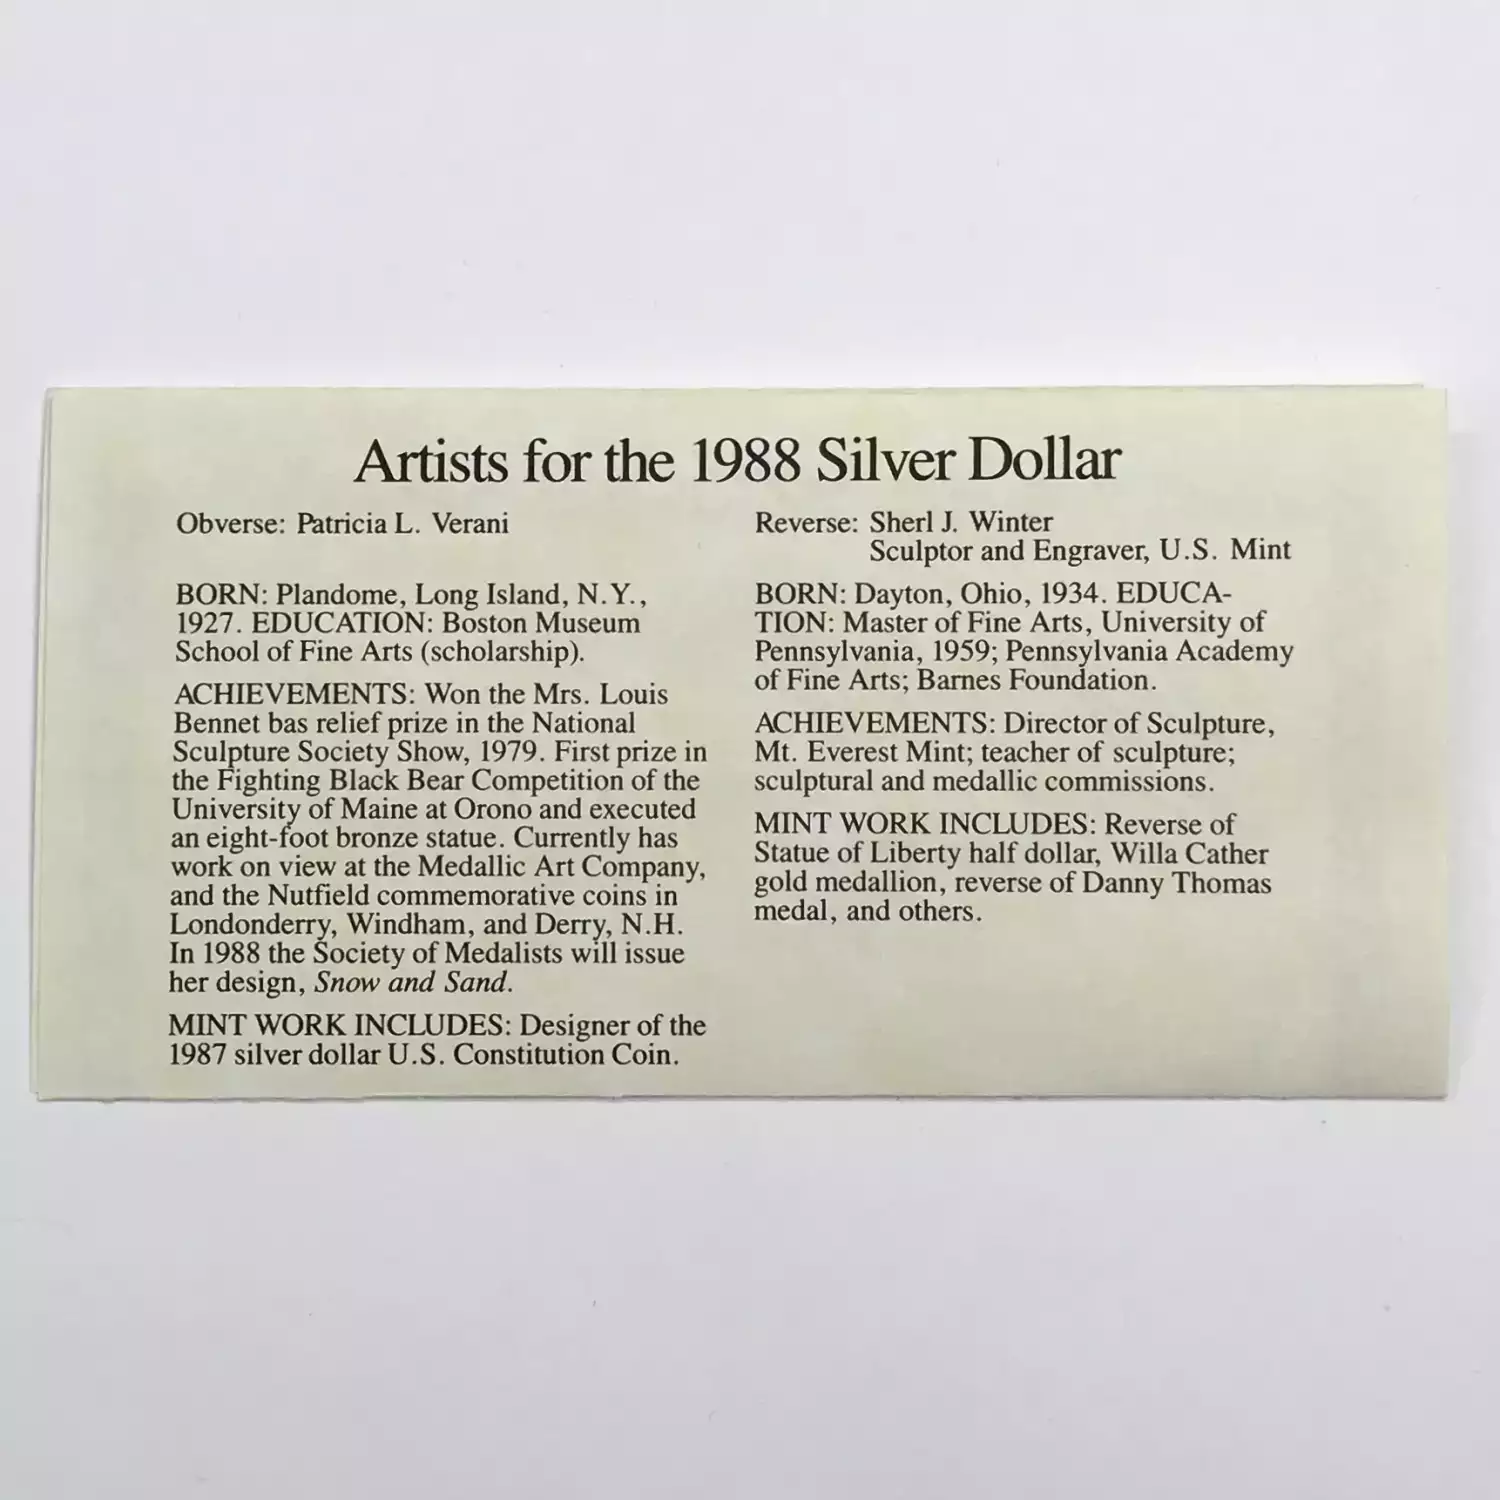 Artists for the 1988 Silver Dollar
Obverse: Patricia L. Verani
BORN: Plandome, Long Island, N.Y.,
1927. EDUCATION: Boston Museum
School of Fine Arts (scholarship).
ACHIEVEMENTS: Won the Mrs. Louis
Bennet bas relief prize in the National
Sculpture Society Show, 1979. First prize in
the Fighting Black Bear Competition of the
University of Maine at Orono and executed
an eight-foot bronze statue. Currently has
work on view at the Medallic Art Company,
and the Nutfield commemorative coins in
Londonderry, Windham, and Derry, N.H.
In 1988 the Society of Medalists will issue
her design, Snow and Sand.
MINT WORK INCLUDES: Designer of the
1987 silver dollar U.S. Constitution Coin.
Reverse: Sherl J. Winter
Sculptor and Engraver, U.S. Mint
BORN: Dayton, Ohio, 1934. EDUCA-
TION: Master of Fine Arts, University of
Pennsylvania, 1959; Pennsylvania Academy
of Fine Arts; Barnes Foundation.
ACHIEVEMENTS: Director of Sculpture,
Mt. Everest Mint; teacher of sculpture;
sculptural and medallic commissions.
MINT WORK INCLUDES: Reverse of
Statue of Liberty half dollar, Willa Cather
gold medallion, reverse of Danny Thomas
medal, and others.